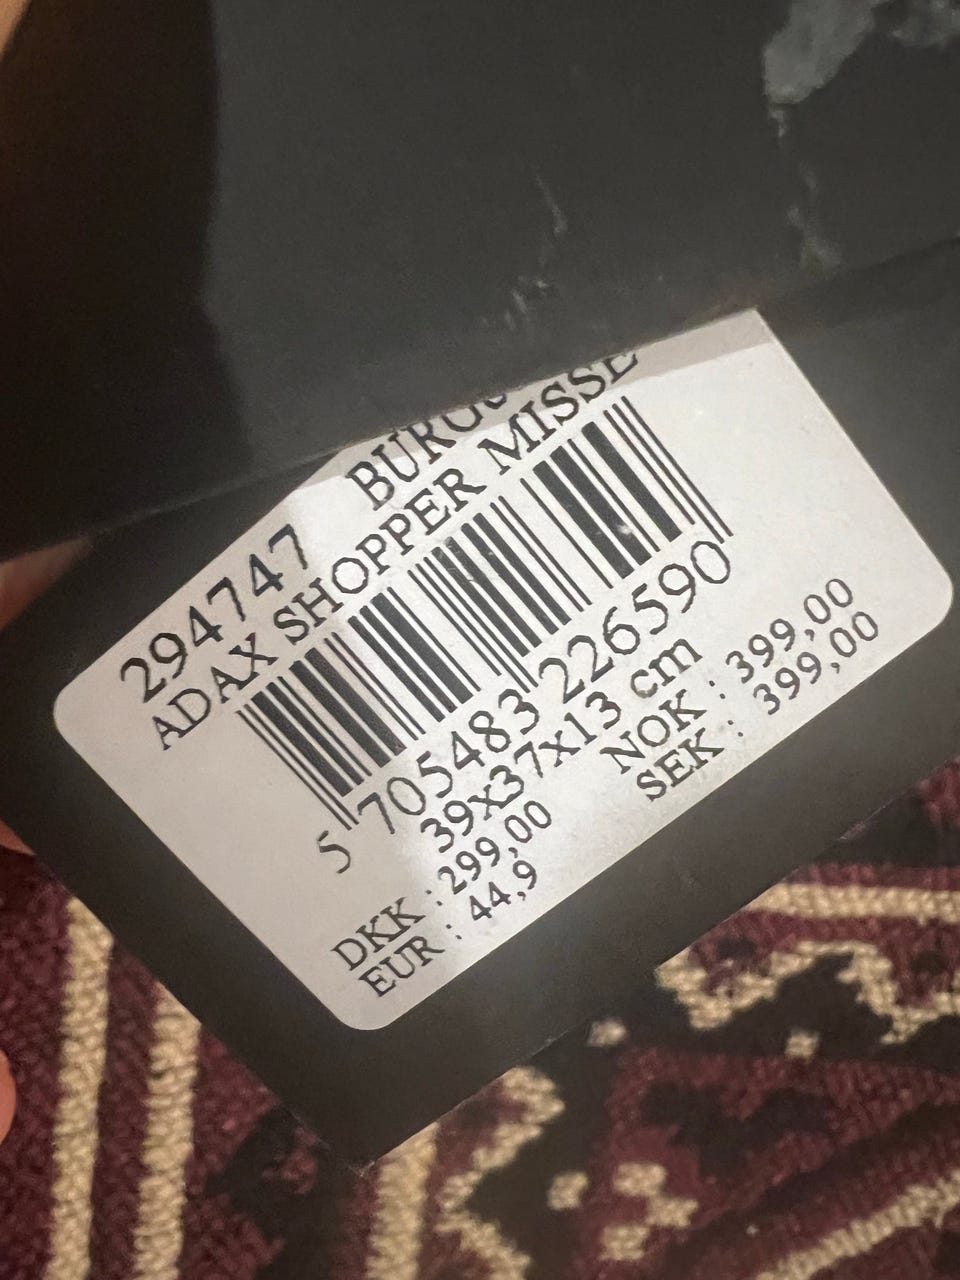 294747
ADAX SHOPPER MISSE
5 705483 226590
39x37x13 cm
DKK : 299,00 NOK : 399,00
EUR : 44,9 SEK : 399,00